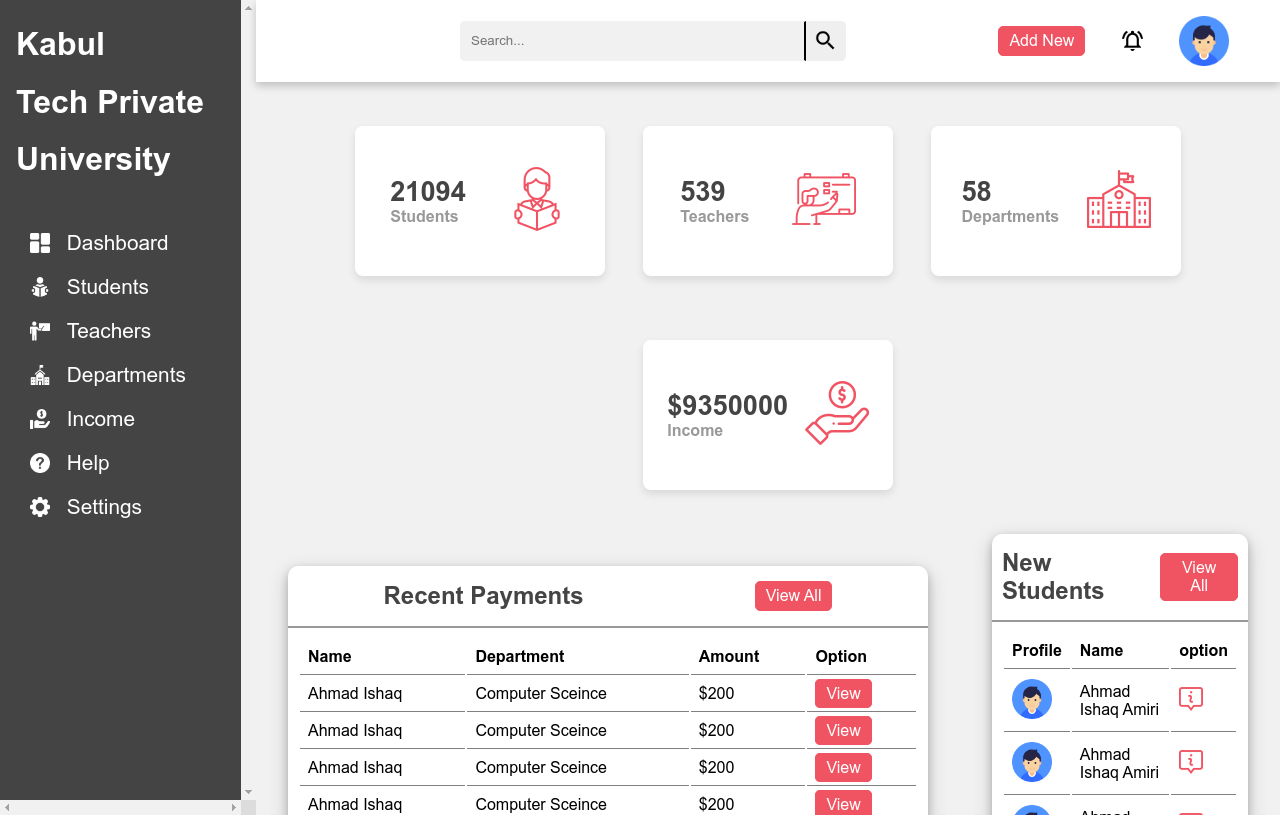 Kabul
Tech Private
University
Dashboard
Students
Teachers
Departments
Income
Help
Settings
Search...
Add New
21094
Students
539
Teachers
58
Departments
$9350000
Income
Recent Payments
View All
Name Department Amount Option
Ahmad Ishaq Computer Sceince $200 View
Ahmad Ishaq Computer Sceince $200 View
Ahmad Ishaq Computer Sceince $200 View
Ahmad Ishaq Computer Sceince $200 View
New
Students
View
All
Profile Name option
Ahmad
Ishaq Amiri
Ahmad
Ishaq Amiri
Ahmad